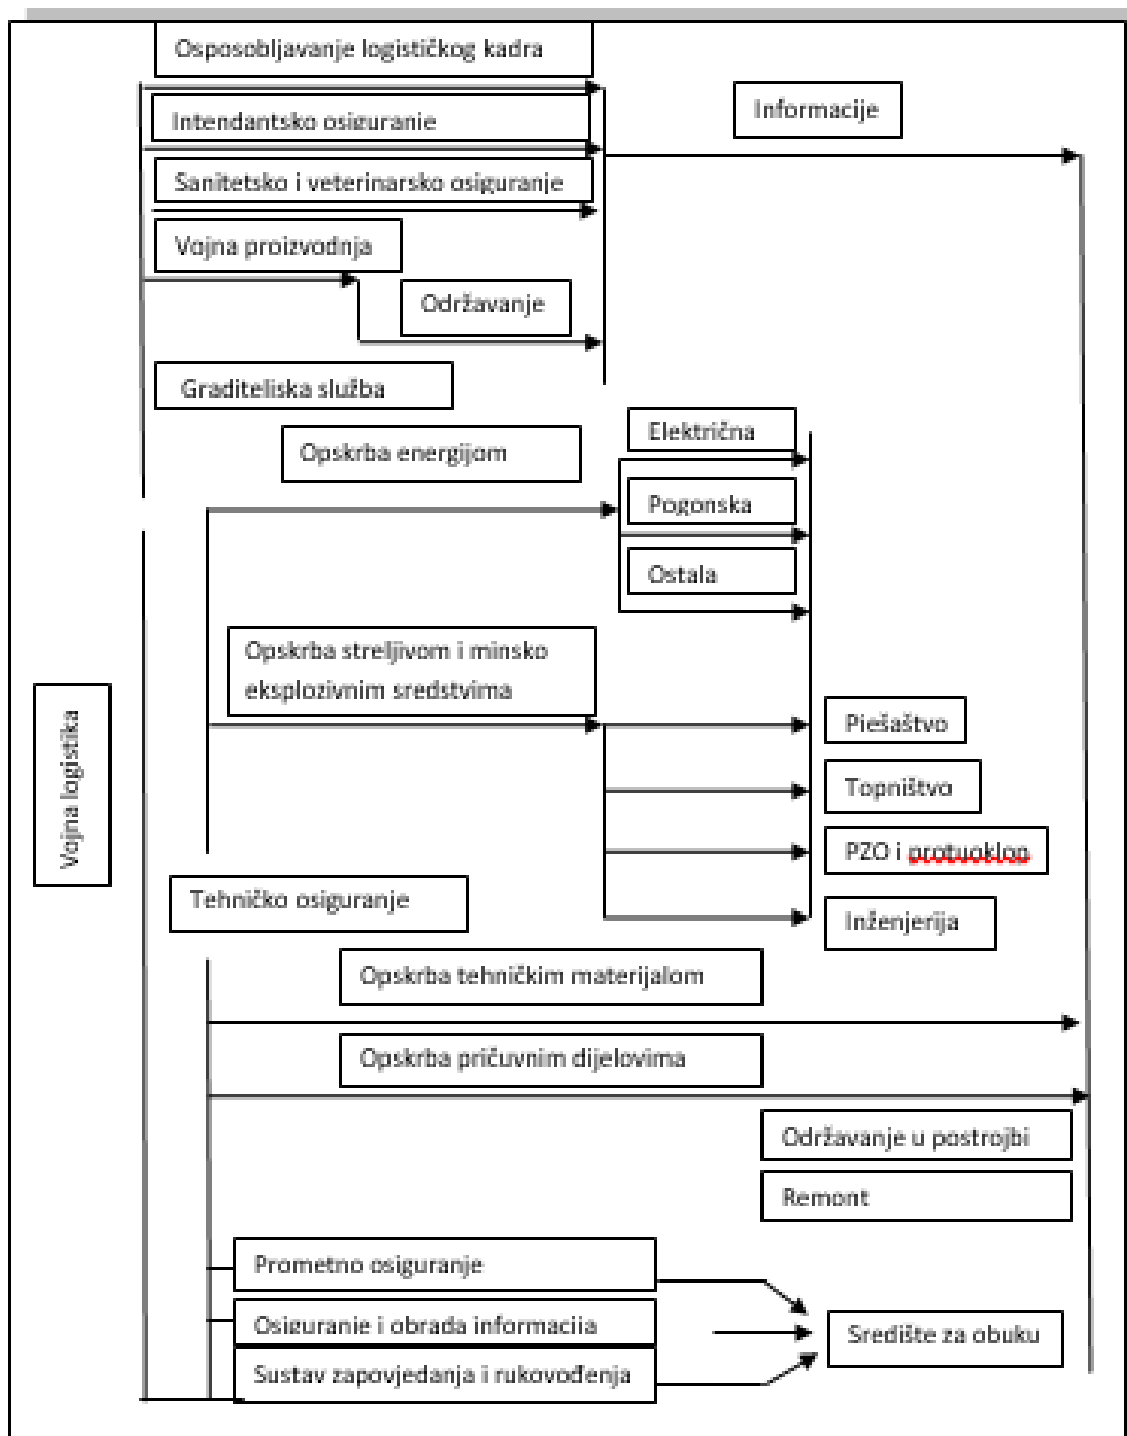 Osposobljavanje logističkog kadra
Informacije
Intendantsko osiguranje
Sanitetsko i veterinarsko osiguranje
Vojna proizvodnja
Održavanje
Graditeljska služba
Električna
Opskrba energijom
Pogonska
Ostala
Opskrba streljivom i minsko
eksplozivnim sredstvima
Vojna logistika
Pješaštvo
Topništvo
PZO i protuoklop
Tehničko osiguranje
Inženjerija
Opskrba tehničkim materijalom
Opskrba pričuvnim dijelovima
Održavanje u postrojbi
Remont
Prometno osiguranje
Osiguranje i obrada informacija
Središte za obuku
Sustav zapovjedanja i rukovođenja